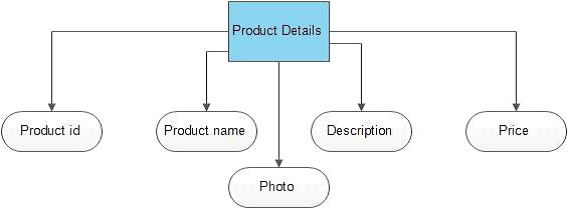 Product Details
Product id
Product name
Description
Price
Photo